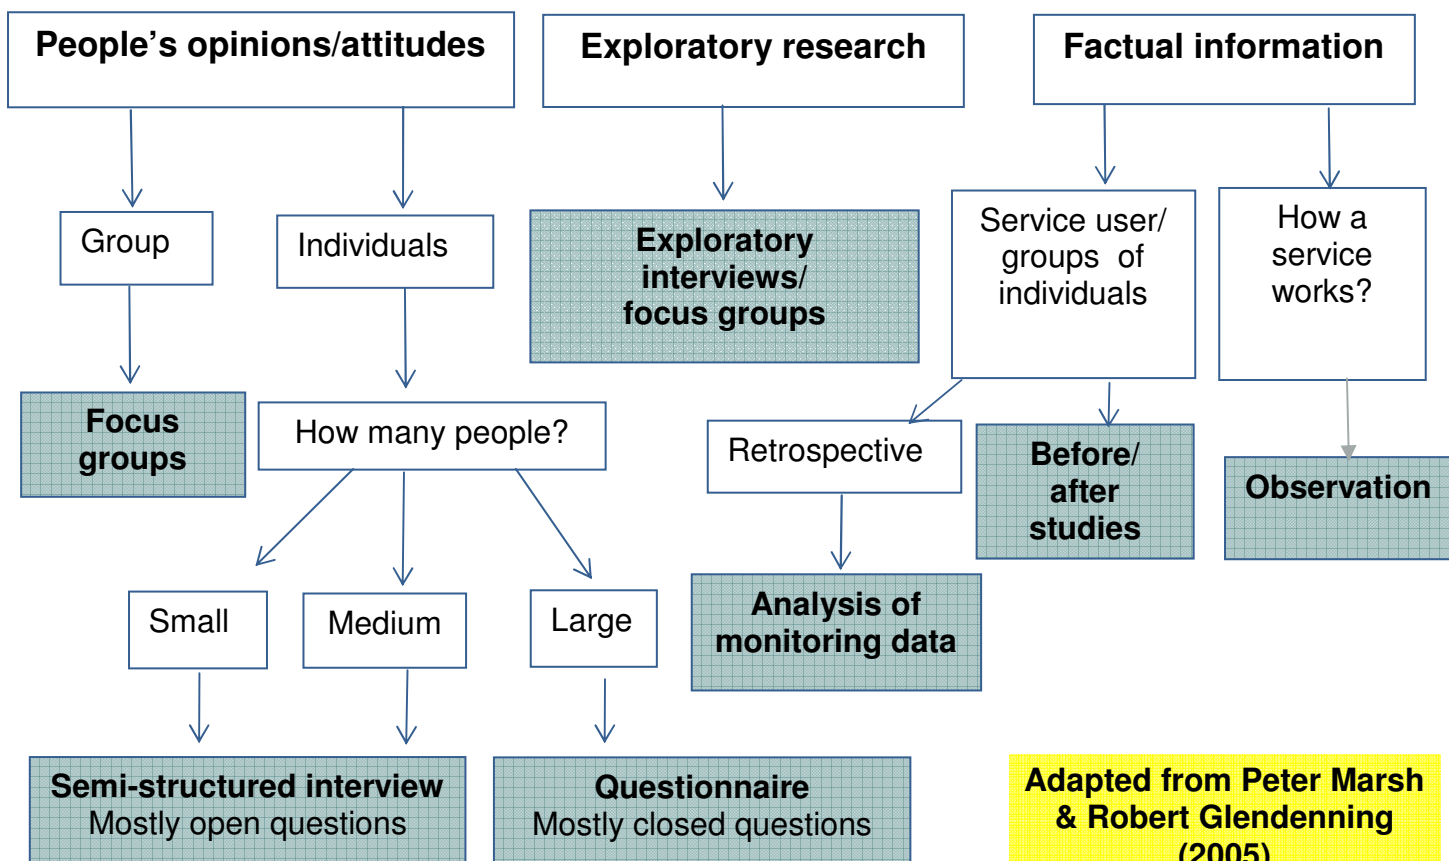 People’s opinions/attitudes
Exploratory research
Factual information
Group
Individuals
Exploratory
interviews/
focus groups
Service user/
groups of
individuals
How a
service
works?
Focus
groups
How many people?
Retrospective
Before/
after
studies
Observation
Small
Medium
Large
Analysis of
monitoring data
Semi-structured interview
Mostly open questions
Questionnaire
Mostly closed questions
Adapted from Peter Marsh
& Robert Glendenning
(2005)